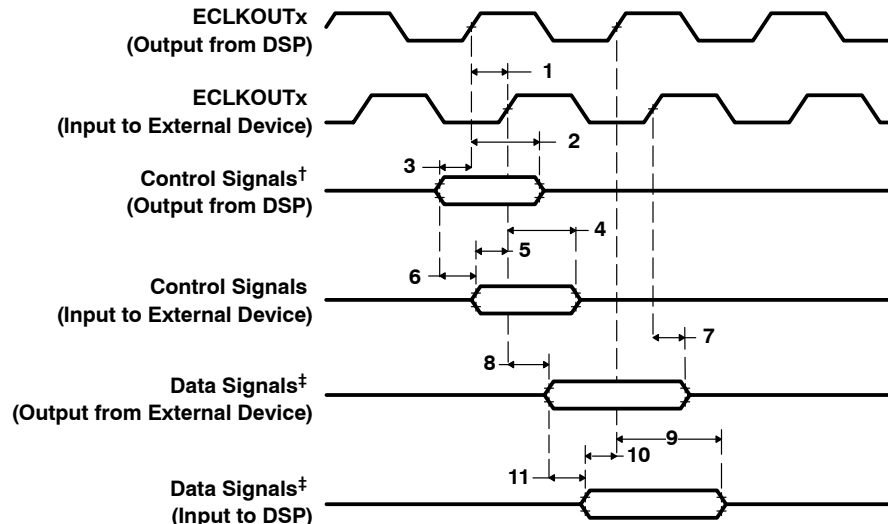 ECLKOUTx
(Output from DSP)
1
ECLKOUTx
(Input to External Device)
2
3
Control Signals†
(Output from DSP)
4
5
6
Control Signals
(Input to External Device)
7
8
Data Signals‡
(Output from External Device)
9
10
11
Data Signals‡
(Input to DSP)